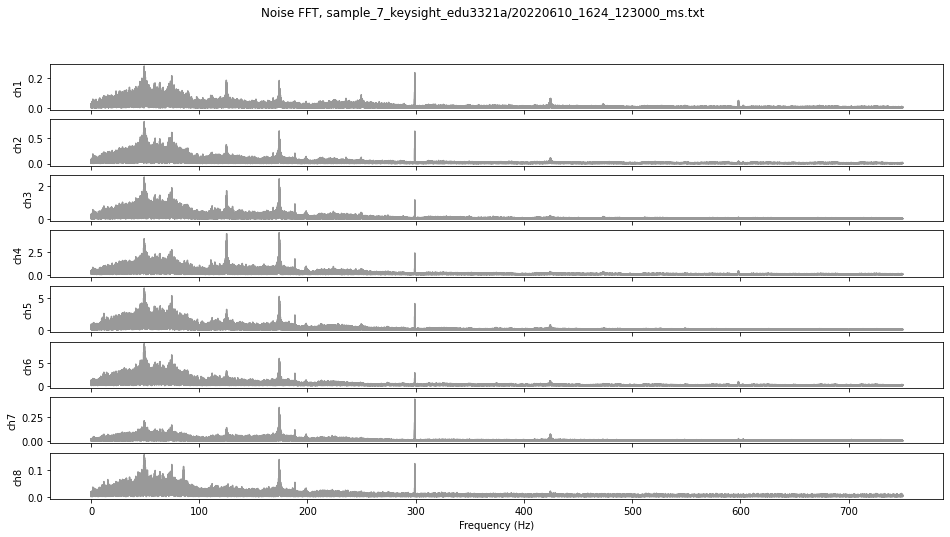 Noise FFT, sample_7_keysight_edu3321a/20220610_1624_123000_ms.txt
ch1
0.2
0.0
ch2
0.5
0.0
ch3
2
0
ch4
2.5
0.0
ch5
5
0
ch6
5
0
ch7
0.25
0.00
ch8
0.1
0.0
0 100 200 300 400 500 600 700
Frequency (Hz)